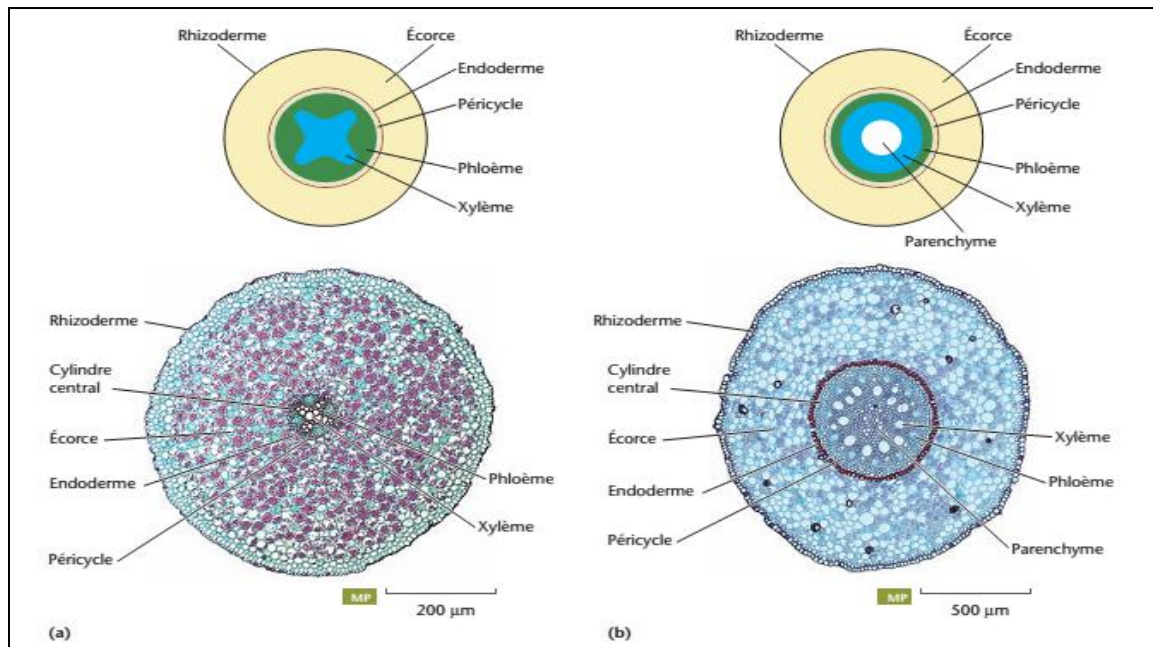 Rhizoderme
Écorce
Endoderme
Péricycle
Phloème
Xylème
Rhizoderme
Écorce
Endoderme
Péricycle
Phloème
Xylème
Parenchyme
Rhizoderme
Cylindre
central
Écorce
Endoderme
Péricycle
Phloème
Xylème
MP
200 µm
(a)
Rhizoderme
Cylindre
central
Écorce
Endoderme
Péricycle
Xylème
Phloème
Parenchyme
MP
500 µm
(b)